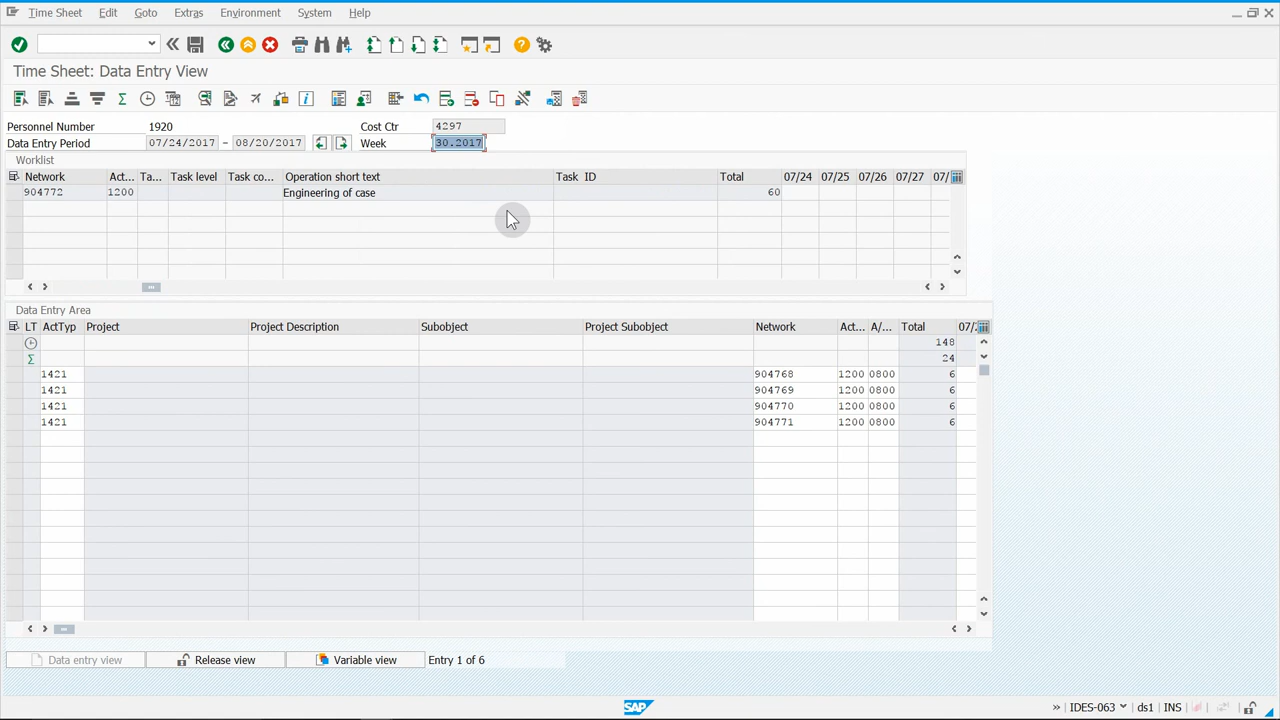 Time Sheet Edit Goto Extras Environment System Help
Time Sheet: Data Entry View
Personnel Number 1920 Cost Ctr 4297
Data Entry Period 07/24/2017 - 08/20/2017 Week 30.2017
Worklist
Network Act... Ta... Task level Task co... Operation short text Task ID Total 07/24 07/25 07/26 07/27 07/
904772 1200 Engineering of case 60
Data Entry Area
LT ActTyp Project Project Description Subobject Project Subobject Network Act... A/... Total 07/2
148
Σ 24
1421 904768 1200 0800 6
1421 904769 1200 0800 6
1421 904770 1200 0800 6
1421 904771 1200 0800 6
Data entry view Release view Variable view Entry 1 of 6
SAP » IDES-063 ds1 INS